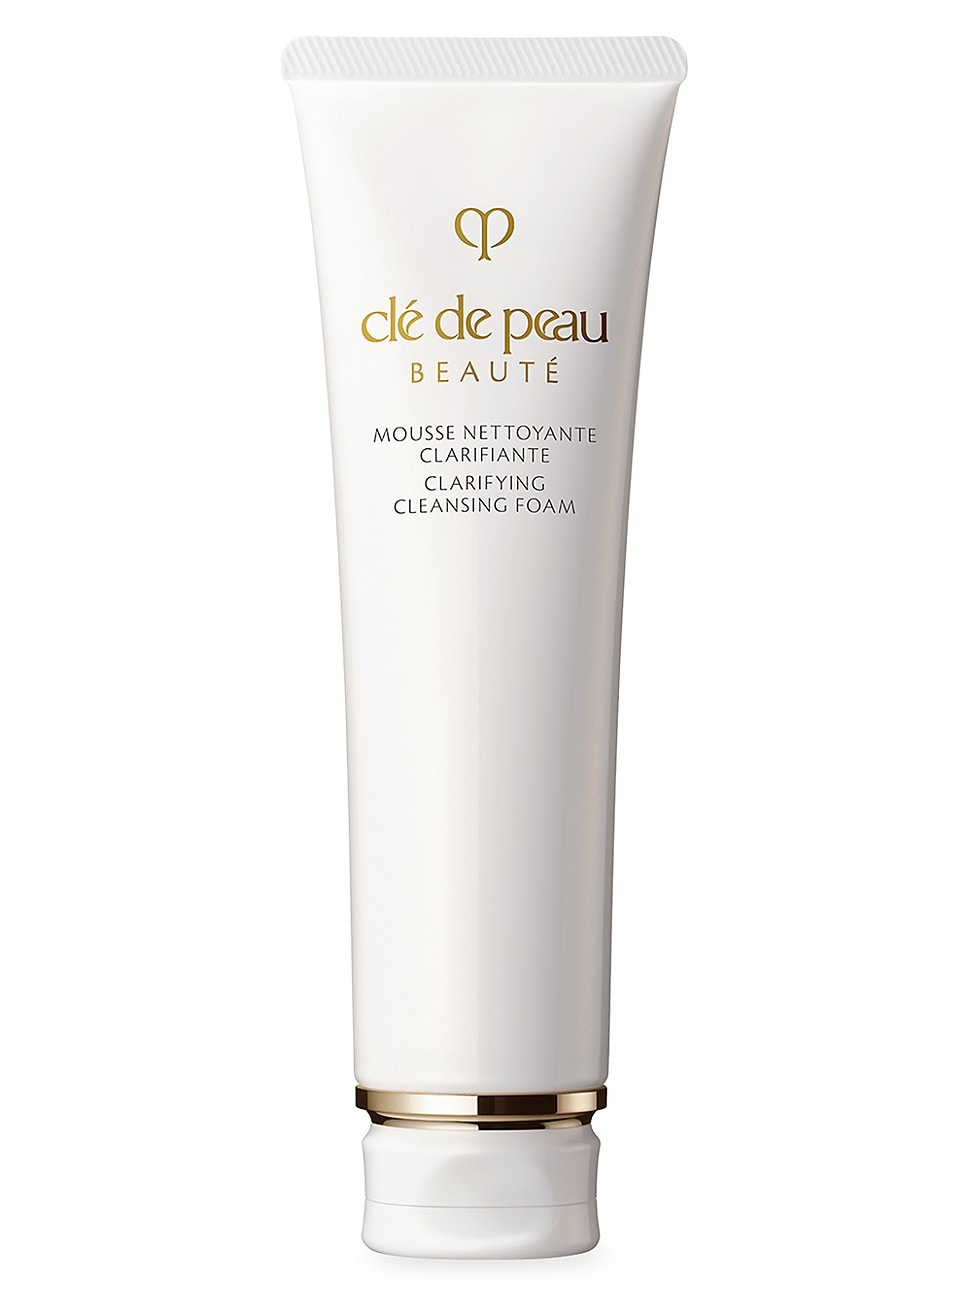 clé de peau
BEAUTÉ
MOUSSE NETTOYANTE
CLARIFIANTE
CLARIFYING
CLEANSING FOAM